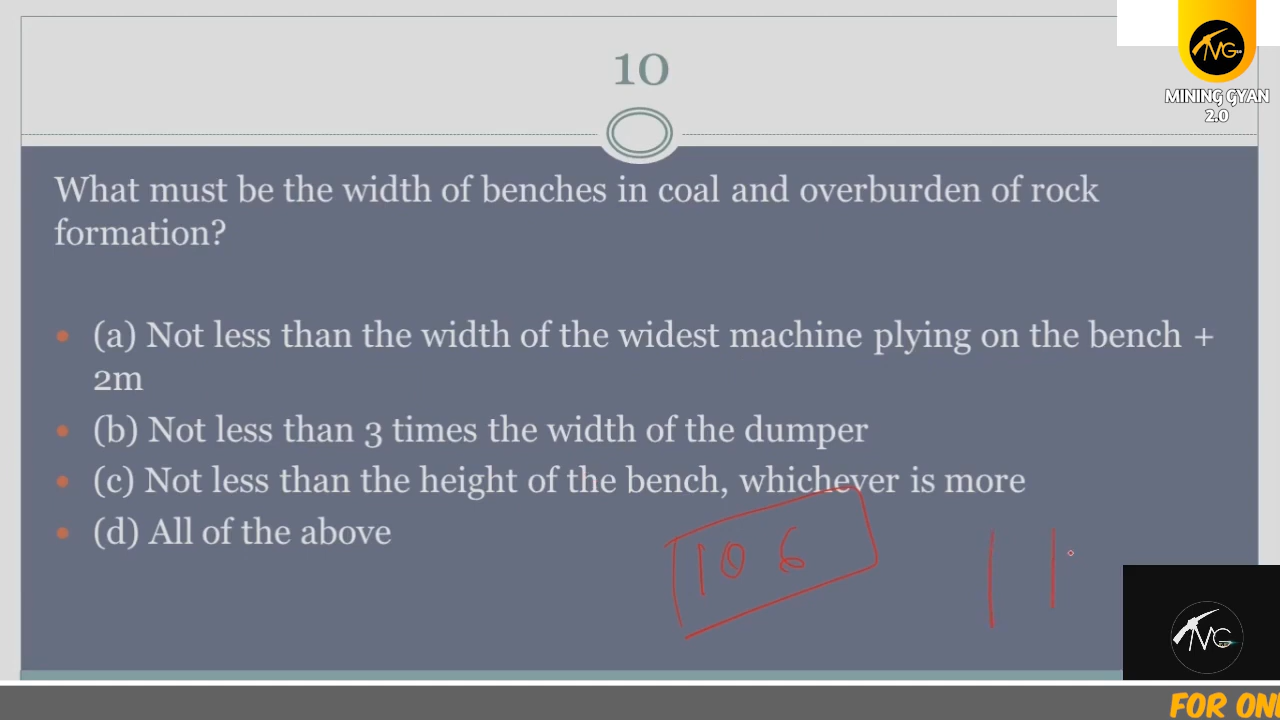 10
MINING GYAN
2.0
What must be the width of benches in coal and overburden of rock
formation?
(a) Not less than the width of the widest machine plying on the bench +
2m
(b) Not less than 3 times the width of the dumper
(c) Not less than the height of the bench, whichever is more
(d) All of the above
106